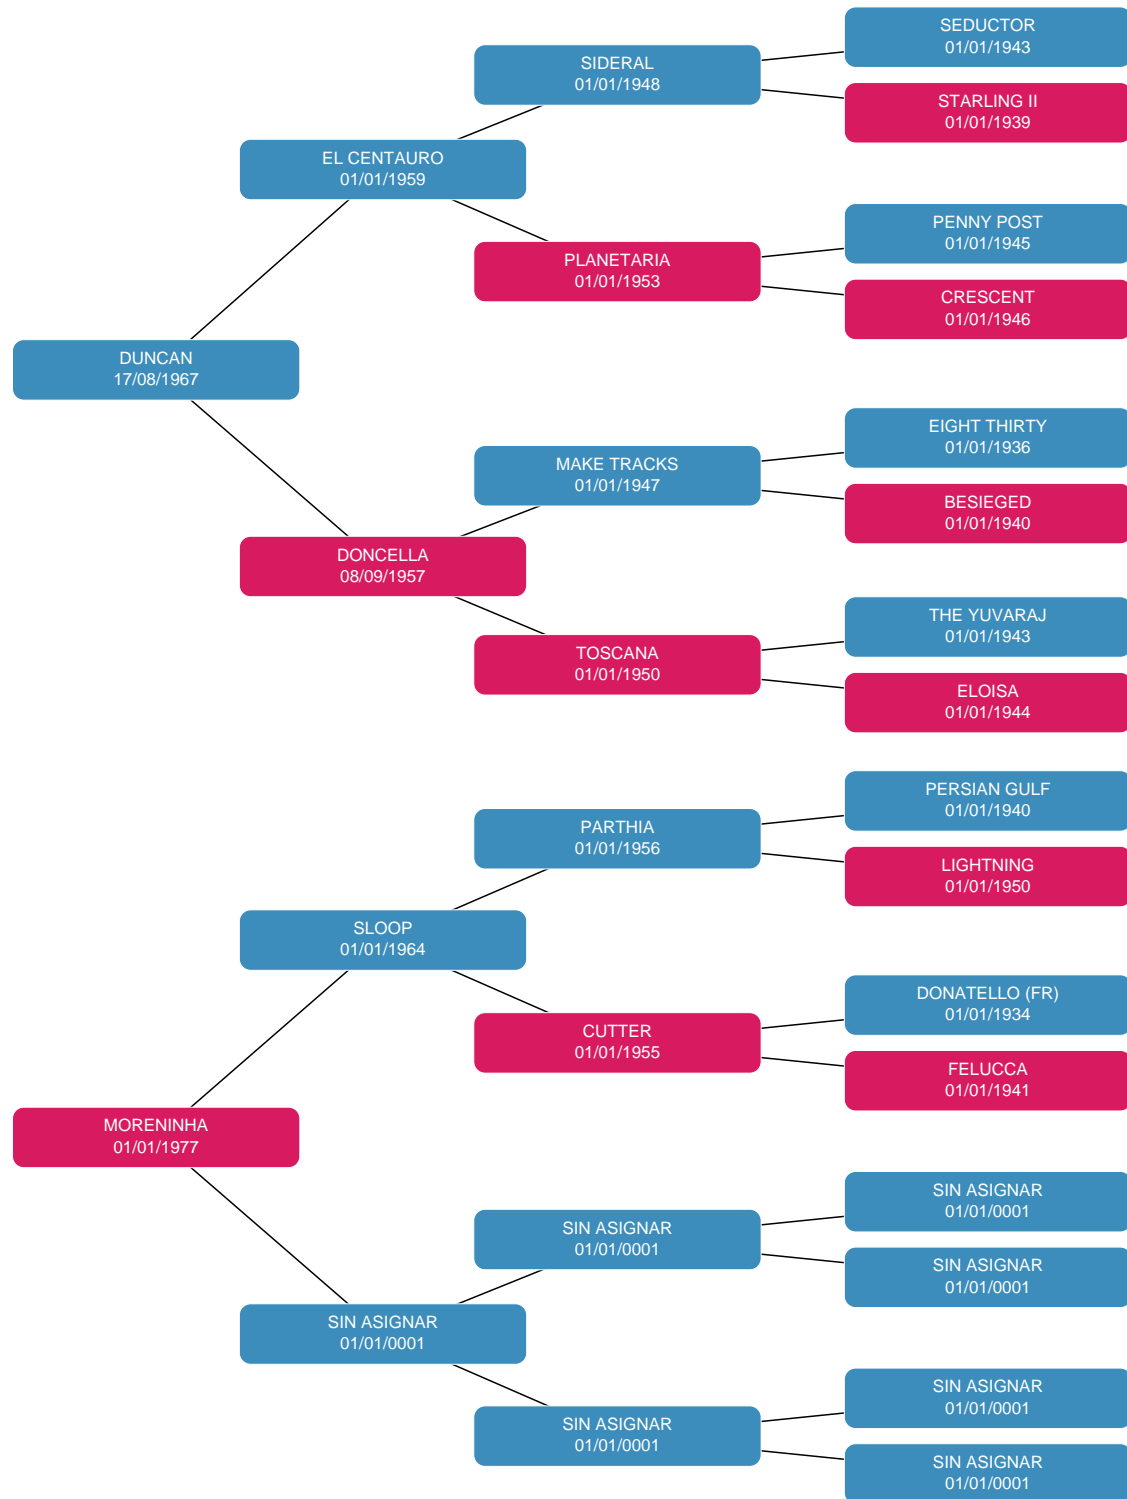 SEDUCTOR
01/01/1943
SIDERAL
01/01/1948
STARLING II
01/01/1939
EL CENTAURO
01/01/1959
PENNY POST
01/01/1945
PLANETARIA
01/01/1953
CRESCENT
01/01/1946
DUNCAN
17/08/1967
EIGHT THIRTY
01/01/1936
MAKE TRACKS
01/01/1947
BESIEGED
01/01/1940
DONCELLA
08/09/1957
THE YUVARAJ
01/01/1943
TOSCANA
01/01/1950
ELOISA
01/01/1944
PERSIAN GULF
01/01/1940
PARTHIA
01/01/1956
LIGHTNING
01/01/1950
SLOOP
01/01/1964
DONATELLO (FR)
01/01/1934
CUTTER
01/01/1955
FELUCCA
01/01/1941
MORENINHA
01/01/1977
SIN ASIGNAR
01/01/0001
SIN ASIGNAR
01/01/0001
SIN ASIGNAR
01/01/0001
SIN ASIGNAR
01/01/0001
SIN ASIGNAR
01/01/0001
SIN ASIGNAR
01/01/0001
SIN ASIGNAR
01/01/0001